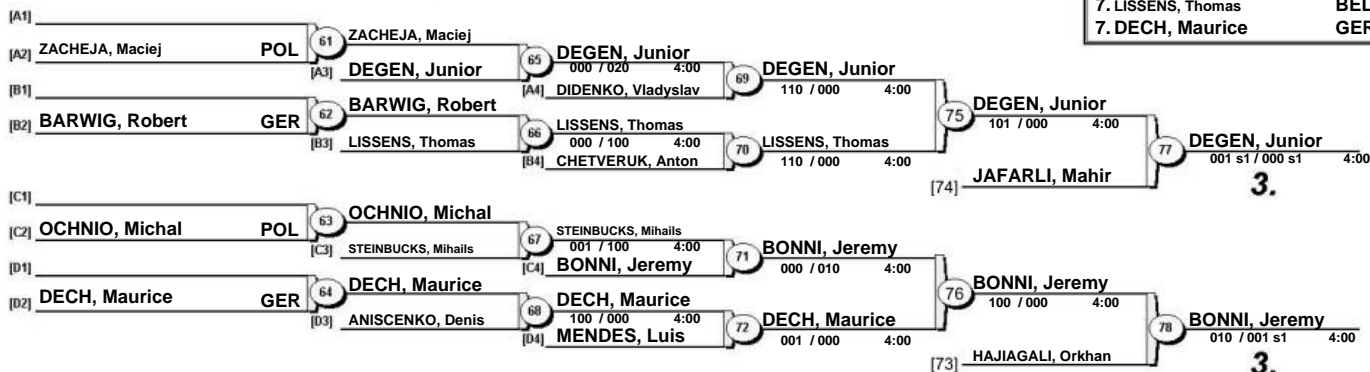 7. LISSENS, Thomas BEL
7. DECH, Maurice GER
[A1]
[A2] ZACHEJA, Maciej POL 61 ZACHEJA, Maciej
[A3] DEGEN, Junior 65 DEGEN, Junior
000 / 020 4:00
[A4] DIDENKO, Vladyslav 69 DEGEN, Junior
110 / 000 4:00
[B1]
[B2] BARWIG, Robert GER 62 BARWIG, Robert
[B3] LISSENS, Thomas 66 LISSENS, Thomas
000 / 100 4:00
[B4] CHETVERUK, Anton 70 LISSENS, Thomas
110 / 000 4:00
75 DEGEN, Junior
101 / 000 4:00
[74] JAFARLI, Mahir 77 DEGEN, Junior
001 s1 / 000 s1 4:00
3.
[C1]
[C2] OCHNIO, Michal POL 63 OCHNIO, Michal
[C3] STEINBUCKS, Mihails 67 STEINBUCKS, Mihails
001 / 100 4:00
[C4] BONNI, Jeremy 71 BONNI, Jeremy
000 / 010 4:00
[D1]
[D2] DECH, Maurice GER 64 DECH, Maurice
[D3] ANISCENKO, Denis 68 DECH, Maurice
100 / 000 4:00
[D4] MENDES, Luis 72 DECH, Maurice
001 / 000 4:00
76 BONNI, Jeremy
100 / 000 4:00
[73] HAJIAGALI, Orkhan 78 BONNI, Jeremy
010 / 001 s1 4:00
3.